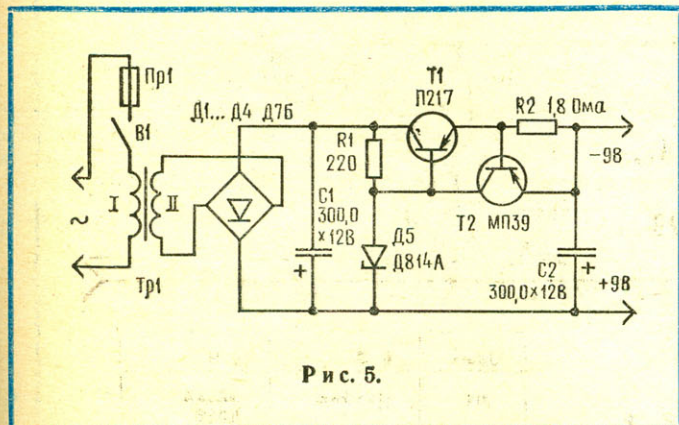 Пр1
В1
~
I
II
Тр1
Д1... Д4 Д7Б
С1
300,0
×12В
+
R1
220
Д5
Д814А
Т1
П217
Т2 МП39
R2 1,8 Ома
–9В
С2
300,0×12В
+
+9В
Рис. 5.